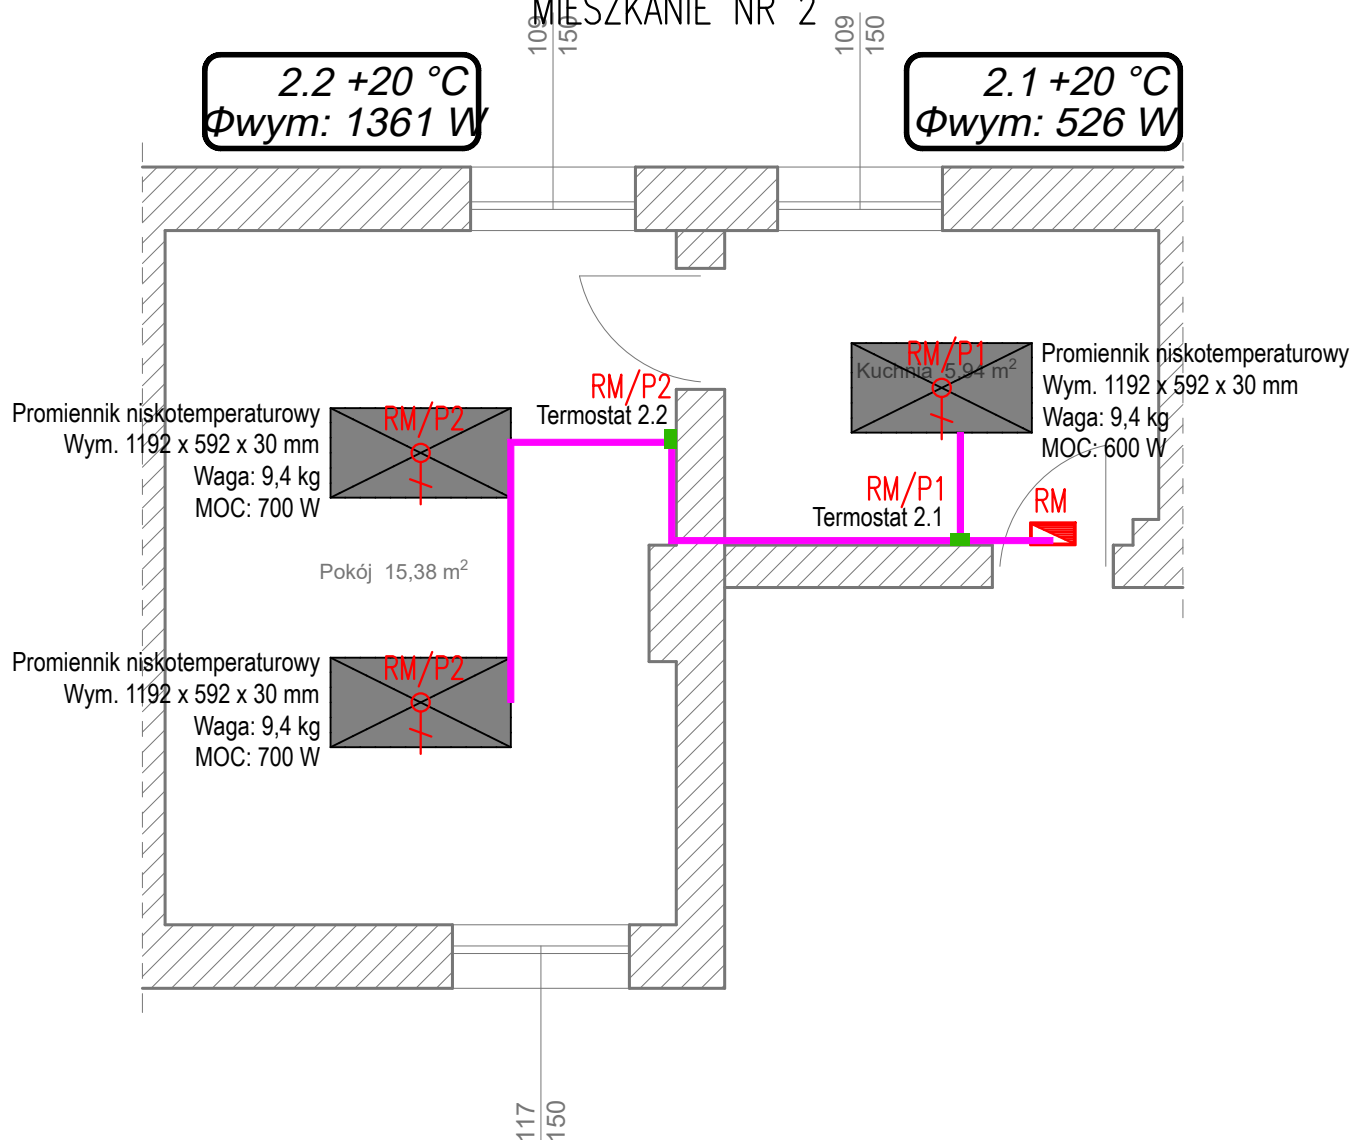 MIESZKANIE NR 2
109
150
109
150
2.2 +20 °C
Φwym: 1361 W
2.1 +20 °C
Φwym: 526 W
RM/P1
Kuchnia 5,94 m²
Promiennik niskotemperaturowy
Wym. 1192 x 592 x 30 mm
Waga: 9,4 kg
MOC: 600 W
RM/P2
Termostat 2.2
Promiennik niskotemperaturowy
Wym. 1192 x 592 x 30 mm
Waga: 9,4 kg
MOC: 700 W
RM/P2
RM/P1
Termostat 2.1
RM
Pokój 15,38 m²
Promiennik niskotemperaturowy
Wym. 1192 x 592 x 30 mm
Waga: 9,4 kg
MOC: 700 W
RM/P2
117
150